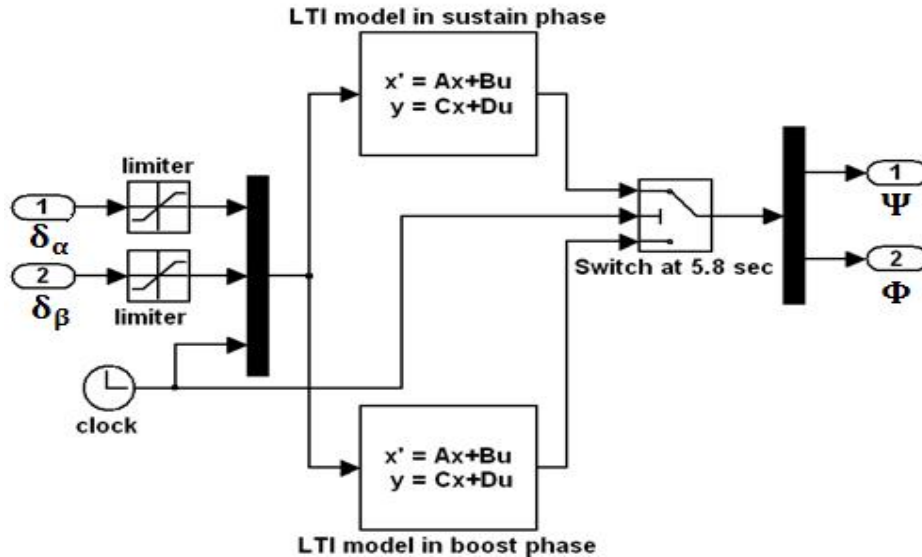 LTI model in sustain phase
x' = Ax+Bu
y = Cx+Du
limiter
1
δα
2
δβ
limiter
clock
Switch at 5.8 sec
1
Ψ
2
Φ
x' = Ax+Bu
y = Cx+Du
LTI model in boost phase